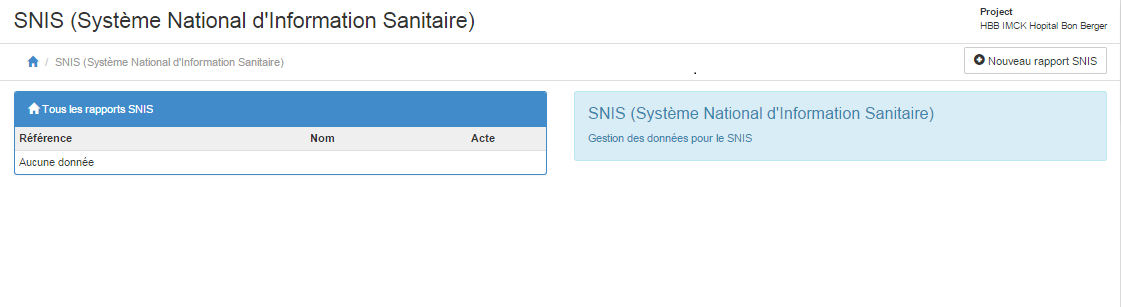 SNIS (Système National d'Information Sanitaire)
Project
HBB IMCK Hopital Bon Berger
/ SNIS (Système National d'Information Sanitaire)
Nouveau rapport SNIS
Tous les rapports SNIS
Référence Nom Acte
Aucune donnée
SNIS (Système National d'Information Sanitaire)
Gestion des données pour le SNIS